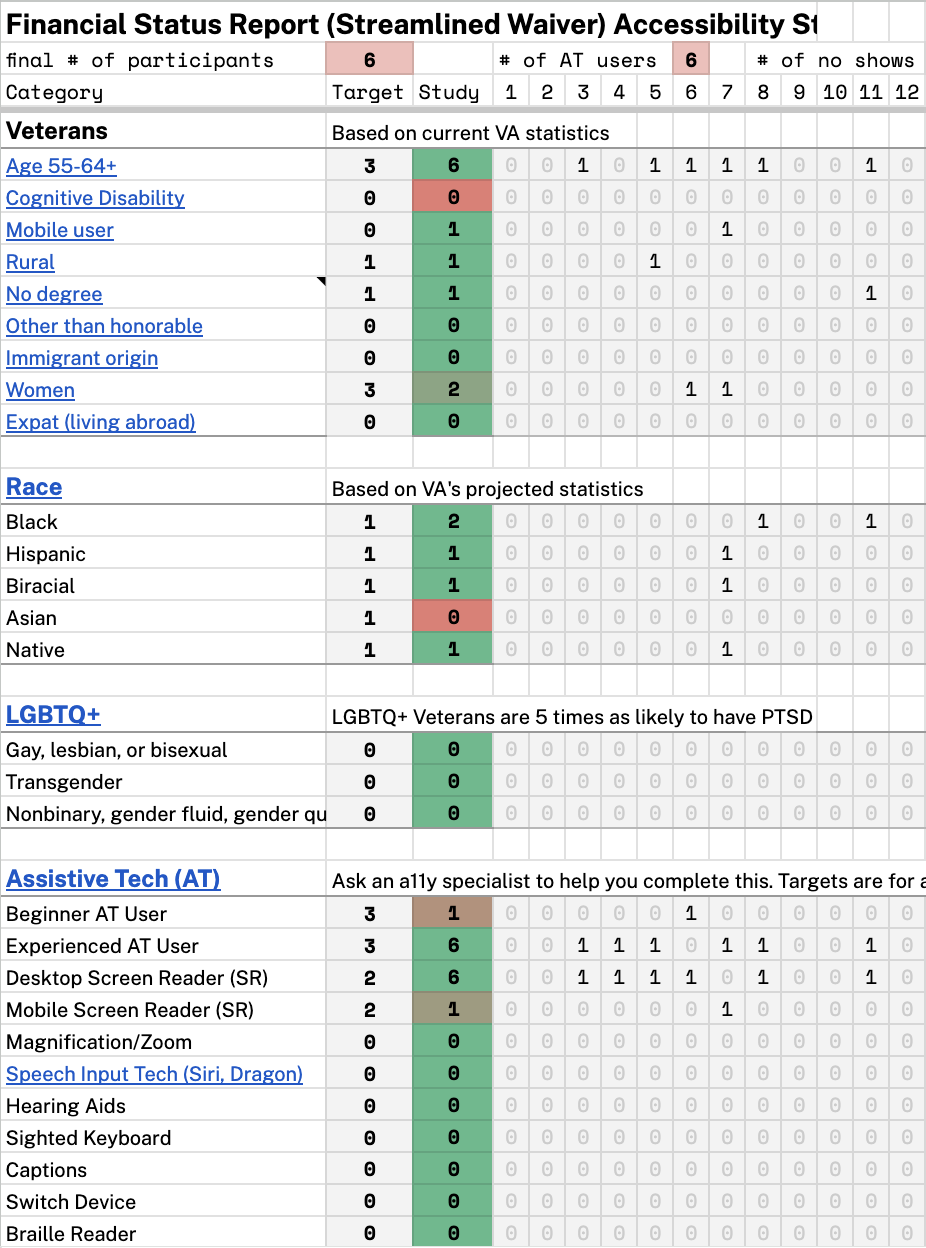 Financial Status Report (Streamlined Waiver) Accessibility St
final # of participants 6 # of AT users 6 # of no shows
Category Target Study 1 2 3 4 5 6 7 8 9 10 11 12
Veterans Based on current VA statistics
Age 55-64+ 3 6 0 0 1 0 1 1 1 1 0 0 1 0
Cognitive Disability 0 0 0 0 0 0 0 0 0 0 0 0 0 0
Mobile user 0 1 0 0 0 0 0 0 1 0 0 0 0 0
Rural 1 1 0 0 0 0 1 0 0 0 0 0 0 0
No degree 1 1 0 0 0 0 0 0 0 0 0 0 1 0
Other than honorable 0 0 0 0 0 0 0 0 0 0 0 0 0 0
Immigrant origin 0 0 0 0 0 0 0 0 0 0 0 0 0 0
Women 3 2 0 0 0 0 0 1 1 0 0 0 0 0
Expat (living abroad) 0 0 0 0 0 0 0 0 0 0 0 0 0 0
Race Based on VA's projected statistics
Black 1 2 0 0 0 0 0 0 0 1 0 0 1 0
Hispanic 1 1 0 0 0 0 0 0 1 0 0 0 0 0
Biracial 1 1 0 0 0 0 0 0 1 0 0 0 0 0
Asian 1 0 0 0 0 0 0 0 0 0 0 0 0 0
Native 1 1 0 0 0 0 0 0 1 0 0 0 0 0
LGBTQ+ LGBTQ+ Veterans are 5 times as likely to have PTSD
Gay, lesbian, or bisexual 0 0 0 0 0 0 0 0 0 0 0 0 0 0
Transgender 0 0 0 0 0 0 0 0 0 0 0 0 0 0
Nonbinary, gender fluid, gender qu 0 0 0 0 0 0 0 0 0 0 0 0 0 0
Assistive Tech (AT) Ask an a11y specialist to help you complete this. Targets are for a
Beginner AT User 3 1 0 0 0 0 0 1 0 0 0 0 0 0
Experienced AT User 3 6 0 0 1 1 1 0 1 1 0 0 1 0
Desktop Screen Reader (SR) 2 6 0 0 1 1 1 1 0 1 0 0 1 0
Mobile Screen Reader (SR) 2 1 0 0 0 0 0 0 1 0 0 0 0 0
Magnification/Zoom 0 0 0 0 0 0 0 0 0 0 0 0 0 0
Speech Input Tech (Siri, Dragon) 0 0 0 0 0 0 0 0 0 0 0 0 0 0
Hearing Aids 0 0 0 0 0 0 0 0 0 0 0 0 0 0
Sighted Keyboard 0 0 0 0 0 0 0 0 0 0 0 0 0 0
Captions 0 0 0 0 0 0 0 0 0 0 0 0 0 0
Switch Device 0 0 0 0 0 0 0 0 0 0 0 0 0 0
Braille Reader 0 0 0 0 0 0 0 0 0 0 0 0 0 0